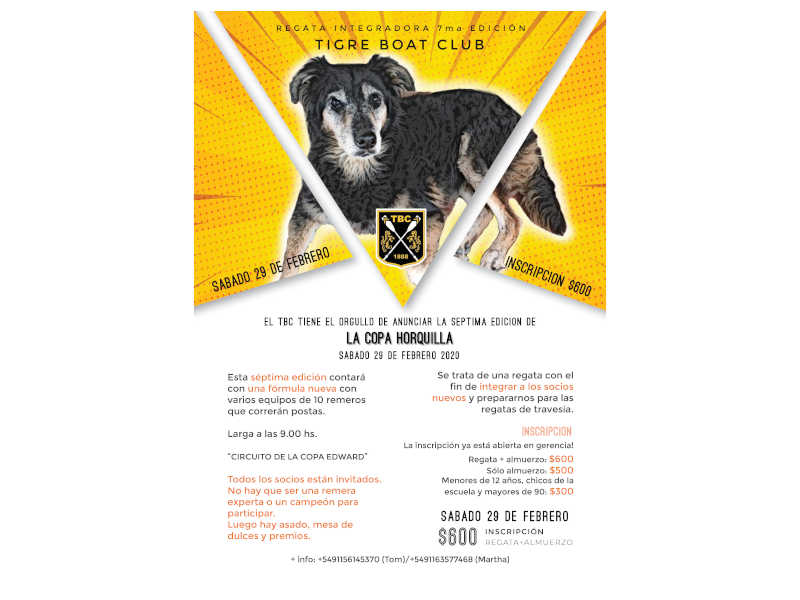 REGATA INTEGRADORA 7ma EDICIÓN
TIGRE BOAT CLUB
TBC
1888
SABADO 29 DE FEBRERO
INSCRIPCION $600
EL TBC TIENE EL ORGULLO DE ANUNCIAR LA SEPTIMA EDICION DE
LA COPA HORQUILLA
SABADO 29 DE FEBRERO 2020
Esta séptima edición contará
con una fórmula nueva con
varios equipos de 10 remeros
que correrán postas.
Larga a las 9.00 hs.
"CIRCUITO DE LA COPA EDWARD"
Todos los socios están invitados.
No hay que ser una remera
experta o un campeón para
participar.
Luego hay asado, mesa de
dulces y premios.
Se trata de una regata con el
fin de integrar a los socios
nuevos y prepararnos para las
regatas de travesía.
INSCRIPCION
La inscripción ya está abierta en gerencia!
Regata + almuerzo: $600
Sólo almuerzo: $500
Menores de 12 años, chicos de la
escuela y mayores de 90: $300
SABADO 29 DE FEBRERO
$600 INSCRIPCIÓN
REGATA+ALMUERZO
+ info: +5491156145370 (Tom)/+5491163577468 (Martha)